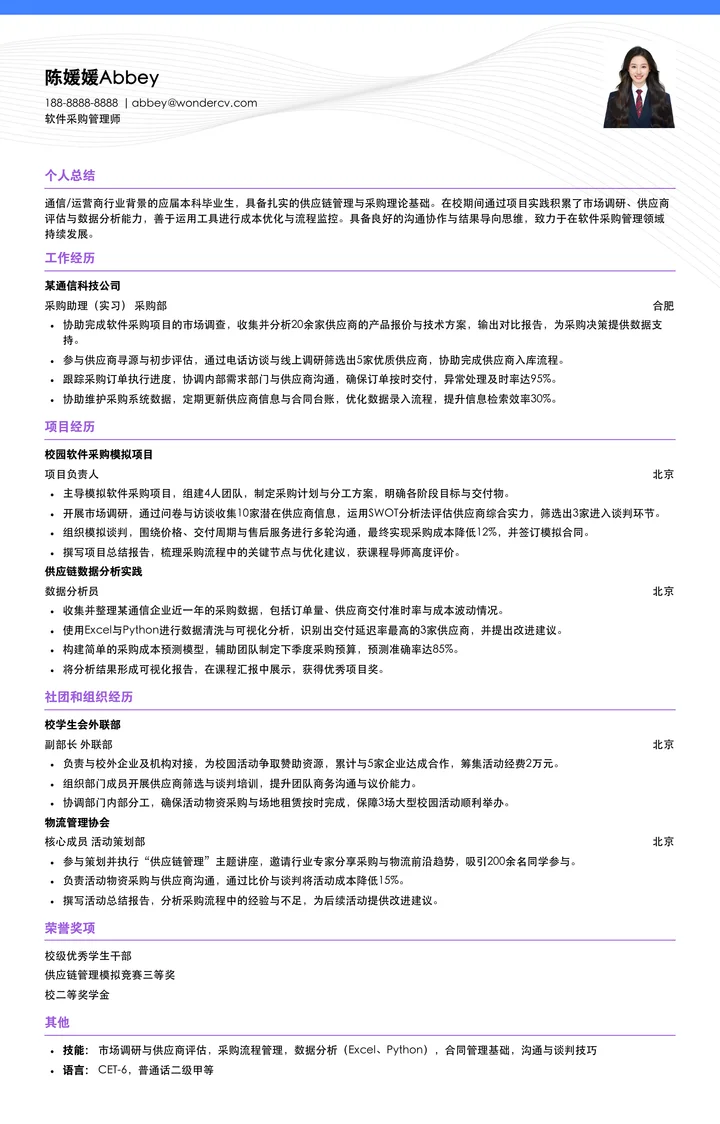 陈媛媛Abbey
188-8888-8888 | abbey@wondercv.com
软件采购管理师
个人总结
通信/运营商行业背景的应届本科毕业生，具备扎实的供应链管理与采购理论基础。在校期间通过项目实践积累了市场调研、供应商
评估与数据分析能力，善于运用工具进行成本优化与流程监控。具备良好的沟通协作与结果导向思维，致力于在软件采购管理领域
持续发展。
工作经历
某通信科技公司
采购助理（实习） 采购部 合肥
• 协助完成软件采购项目的市场调查，收集并分析20余家供应商的产品报价与技术方案，输出对比报告，为采购决策提供数据支
持。
• 参与供应商寻源与初步评估，通过电话访谈与线上调研筛选出5家优质供应商，协助完成供应商入库流程。
• 跟踪采购订单执行进度，协调内部需求部门与供应商沟通，确保订单按时交付，异常处理及时率达95%。
• 协助维护采购系统数据，定期更新供应商信息与合同台账，优化数据录入流程，提升信息检索效率30%。
项目经历
校园软件采购模拟项目
项目负责人 北京
• 主导模拟软件采购项目，组建4人团队，制定采购计划与分工方案，明确各阶段目标与交付物。
• 开展市场调研，通过问卷与访谈收集10家潜在供应商信息，运用SWOT分析法评估供应商综合实力，筛选出3家进入谈判环节。
• 组织模拟谈判，围绕价格、交付周期与售后服务进行多轮沟通，最终实现采购成本降低12%，并签订模拟合同。
• 撰写项目总结报告，梳理采购流程中的关键节点与优化建议，获课程导师高度评价。
供应链数据分析实践
数据分析员 北京
• 收集并整理某通信企业近一年的采购数据，包括订单量、供应商交付准时率与成本波动情况。
• 使用Excel与Python进行数据清洗与可视化分析，识别出交付延迟率最高的3家供应商，并提出改进建议。
• 构建简单的采购成本预测模型，辅助团队制定下季度采购预算，预测准确率达85%。
• 将分析结果形成可视化报告，在课程汇报中展示，获得优秀项目奖。
社团和组织经历
校学生会外联部
副部长 外联部 北京
• 负责与校外企业及机构对接，为校园活动争取赞助资源，累计与5家企业达成合作，筹集活动经费2万元。
• 组织部门成员开展供应商筛选与谈判培训，提升团队商务沟通与议价能力。
• 协调部门内部分工，确保活动物资采购与场地租赁按时完成，保障3场大型校园活动顺利举办。
物流管理协会
核心成员 活动策划部 北京
• 参与策划并执行“供应链管理”主题讲座，邀请行业专家分享采购与物流前沿趋势，吸引200余名同学参与。
• 负责活动物资采购与供应商沟通，通过比价与谈判将活动成本降低15%。
• 撰写活动总结报告，分析采购流程中的经验与不足，为后续活动提供改进建议。
荣誉奖项
校级优秀学生干部
供应链管理模拟竞赛三等奖
校二等奖学金
其他
• 技能： 市场调研与供应商评估，采购流程管理，数据分析（Excel、Python），合同管理基础，沟通与谈判技巧
• 语言： CET-6，普通话二级甲等